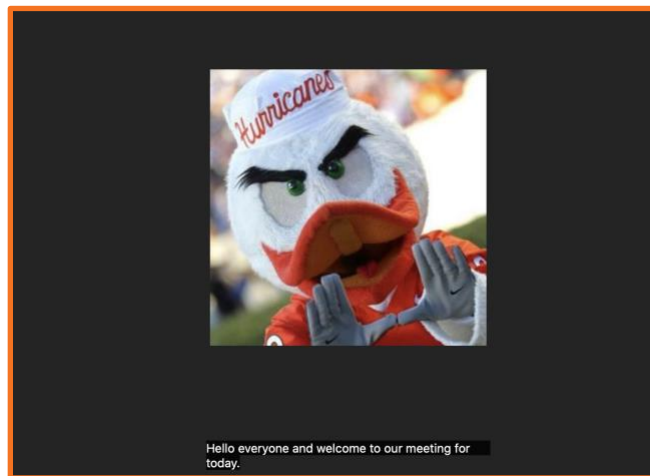 Hurricanes
Hello everyone and welcome to our meeting for
today.